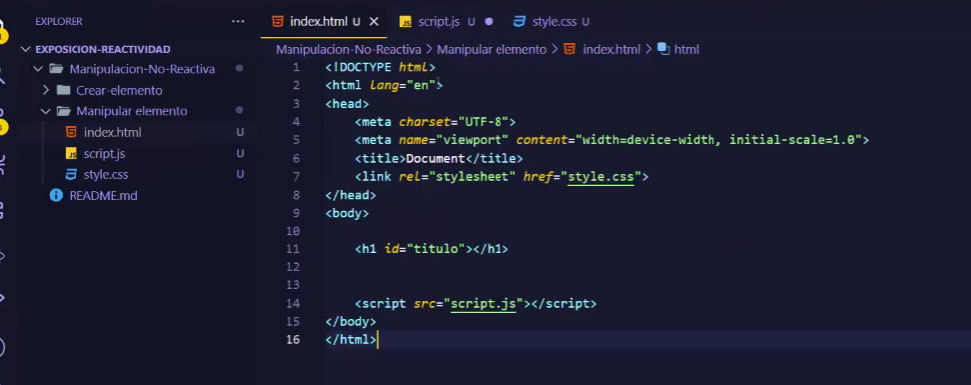 EXPLORER ···
EXPOSICION-REACTIVIDAD
Manipulacion-No-Reactiva
Crear-elemento
Manipular elemento
index.html U
script.js U
style.css U
README.md
index.html U script.js U style.css U
Manipulacion-No-Reactiva > Manipular elemento > index.html > html
1 <!DOCTYPE html>
2 <html lang="en">
3 <head>
4 <meta charset="UTF-8">
5 <meta name="viewport" content="width=device-width, initial-scale=1.0">
6 <title>Document</title>
7 <link rel="stylesheet" href="style.css">
8 </head>
9 <body>
10
11 <h1 id="titulo"></h1>
12
13
14 <script src="script.js"></script>
15 </body>
16 </html>